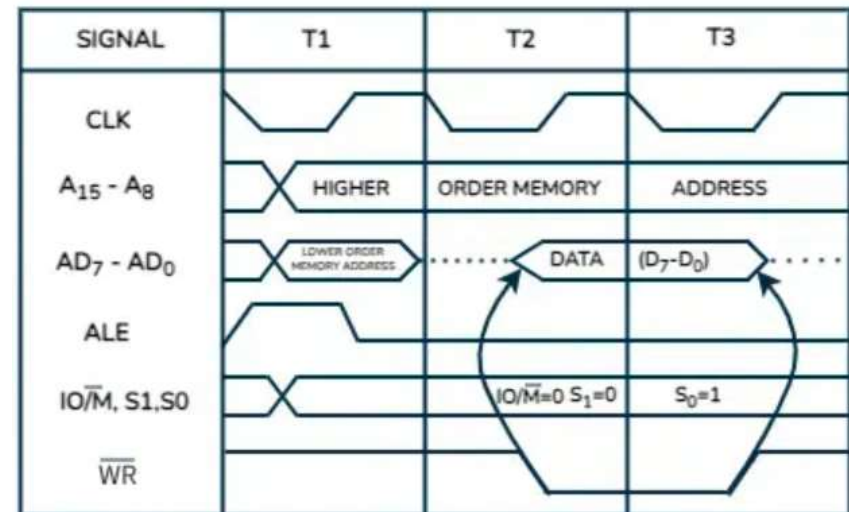 SIGNAL T1 T2 T3
CLK
A₁₅ - A₈ HIGHER ORDER MEMORY ADDRESS
LOWER ORDER
AD₇ - AD₀ MEMORY ADDRESS DATA (D₇-D₀)
ALE
IO/M̅, S1,S0 IO/M̅=0 S₁=0 S₀=1
W̅R̅